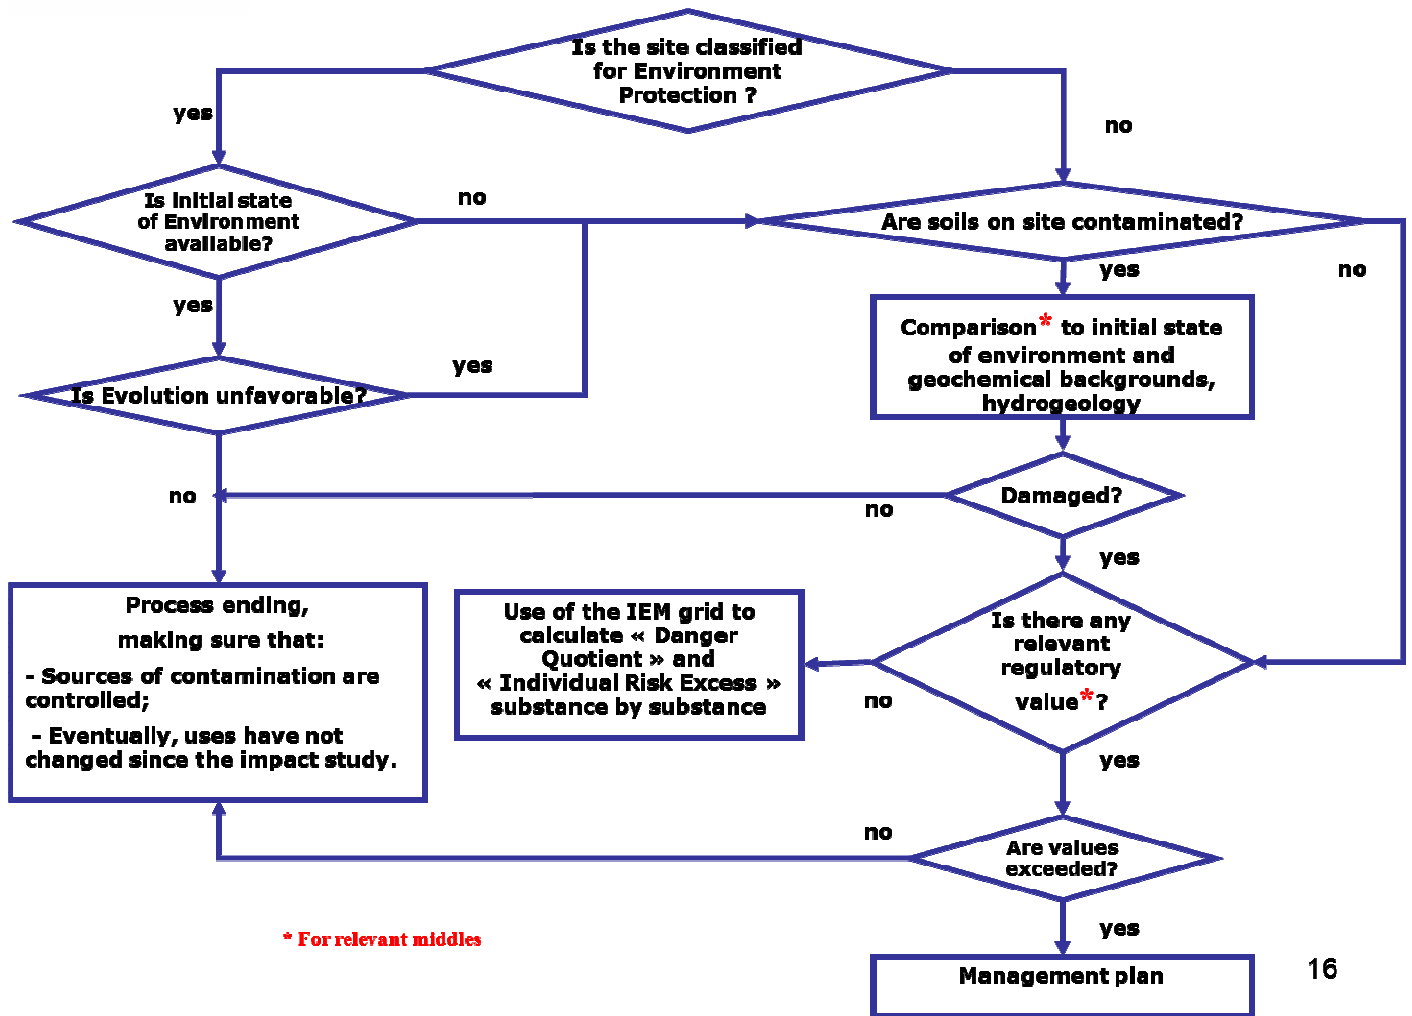 Is the site classified
for Environment
Protection ?
yes
no
Is initial state
of Environment
available?
no
Are soils on site contaminated?
yes
yes
no
Comparison* to initial state
of environment and
geochemical backgrounds,
hydrogeology
Is Evolution unfavorable?
yes
no
Damaged?
no
yes
Process ending,
making sure that:
- Sources of contamination are
controlled;
- Eventually, uses have not
changed since the impact study.
Use of the IEM grid to
calculate « Danger
Quotient » and
« Individual Risk Excess »
substance by substance
Is there any
relevant
regulatory
value*?
no
yes
no
Are values
exceeded?
yes
* For relevant middles
Management plan
16